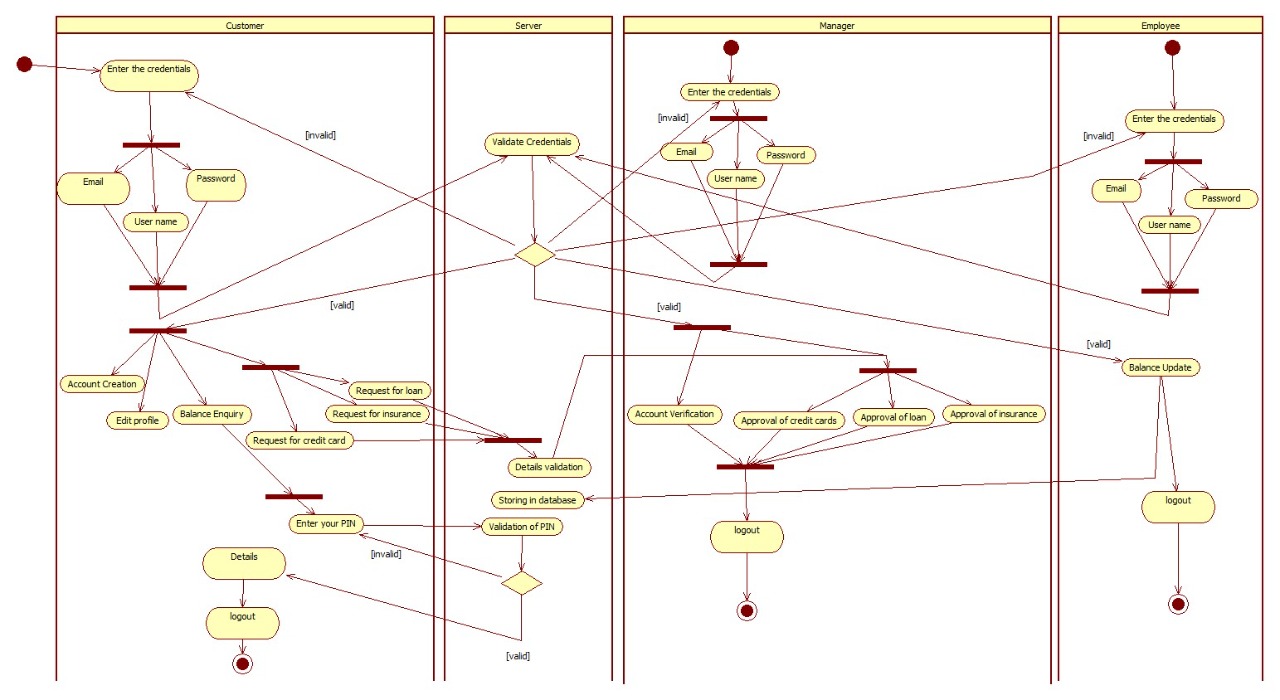 Customer
Server
Manager
Employee
Enter the credentials
Email
Password
User name
[invalid]
[valid]
Account Creation
Edit profile
Balance Enquiry
Request for loan
Request for insurance
Request for credit card
Enter your PIN
[invalid]
Details
logout
Validate Credentials
Details validation
Storing in database
Validation of PIN
[valid]
Enter the credentials
[invalid]
Email
Password
User name
[valid]
Account Verification
Approval of credit cards
Approval of loan
Approval of insurance
logout
Enter the credentials
[invalid]
Email
Password
User name
[valid]
Balance Update
logout